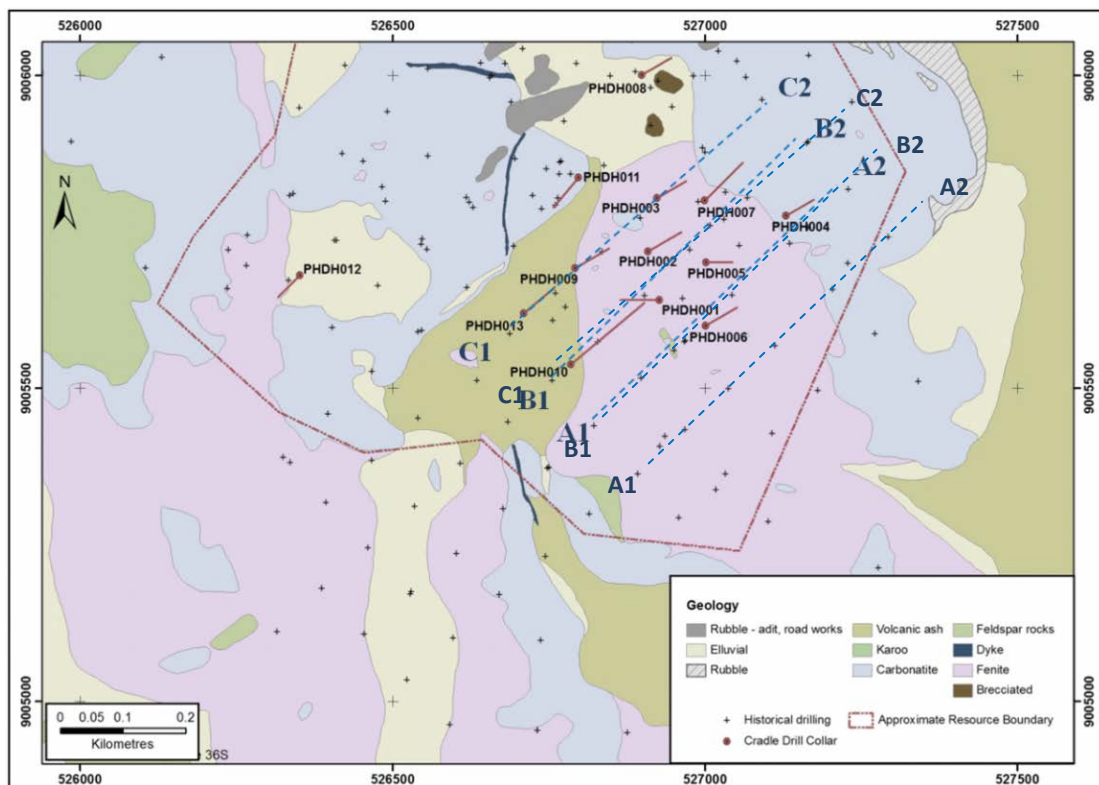 526000 526500 527000 527500
9006000 9006000
C2
PHDH008
C2
B2
B2
A2
PHDH011
A2
N
PHDH003
PHDH007
PHDH004
PHDH002
PHDH012
PHDH009
PHDH005
PHDH001
PHDH013
PHDH006
C1
PHDH010
9005500 9005500
C1
B1
A1
B1
A1
Geology
Rubble - adit, road works
Elluvial
Rubble
Volcanic ash
Karoo
Carbonatite
Feldspar rocks
Dyke
Fenite
Brecciated
Historical drilling
Approximate Resource Boundary
Cradle Drill Collar
9005000 9005000
0 0.05 0.1 0.2
Kilometres
36S
526000 526500 527000 527500